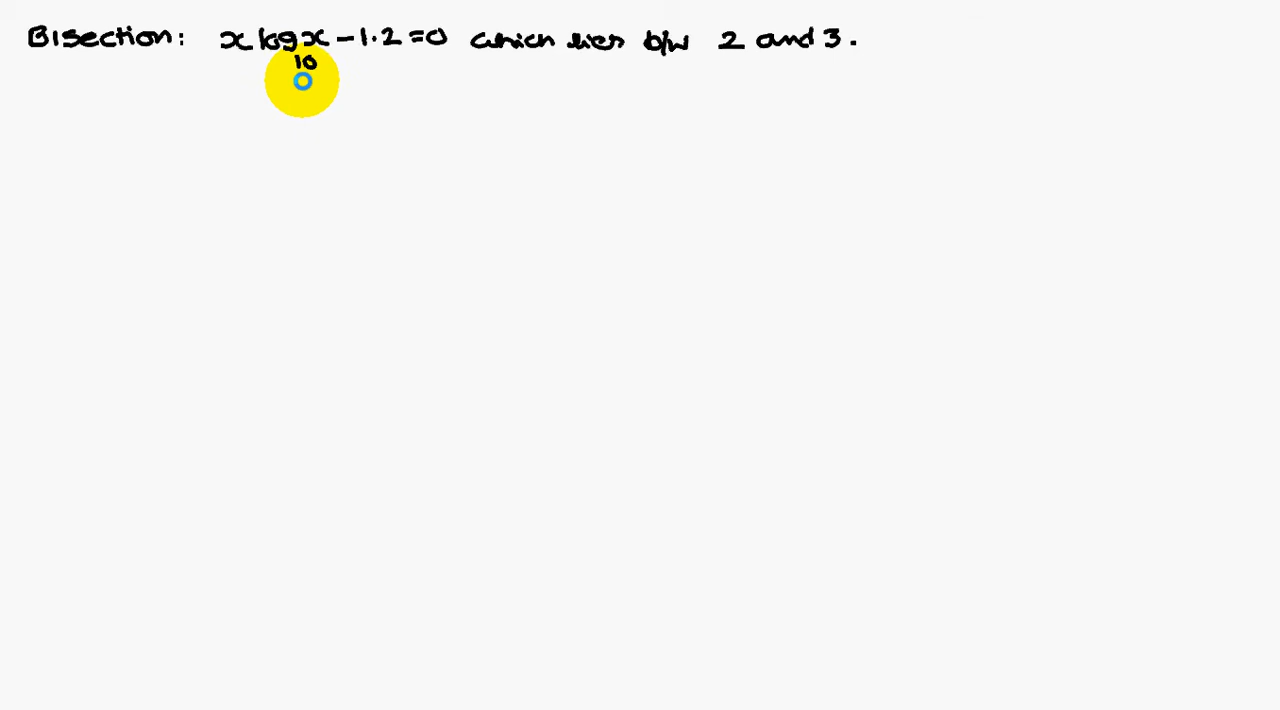 Bisection: x log x - 1.2 = 0 which lies b/w 2 and 3.
10